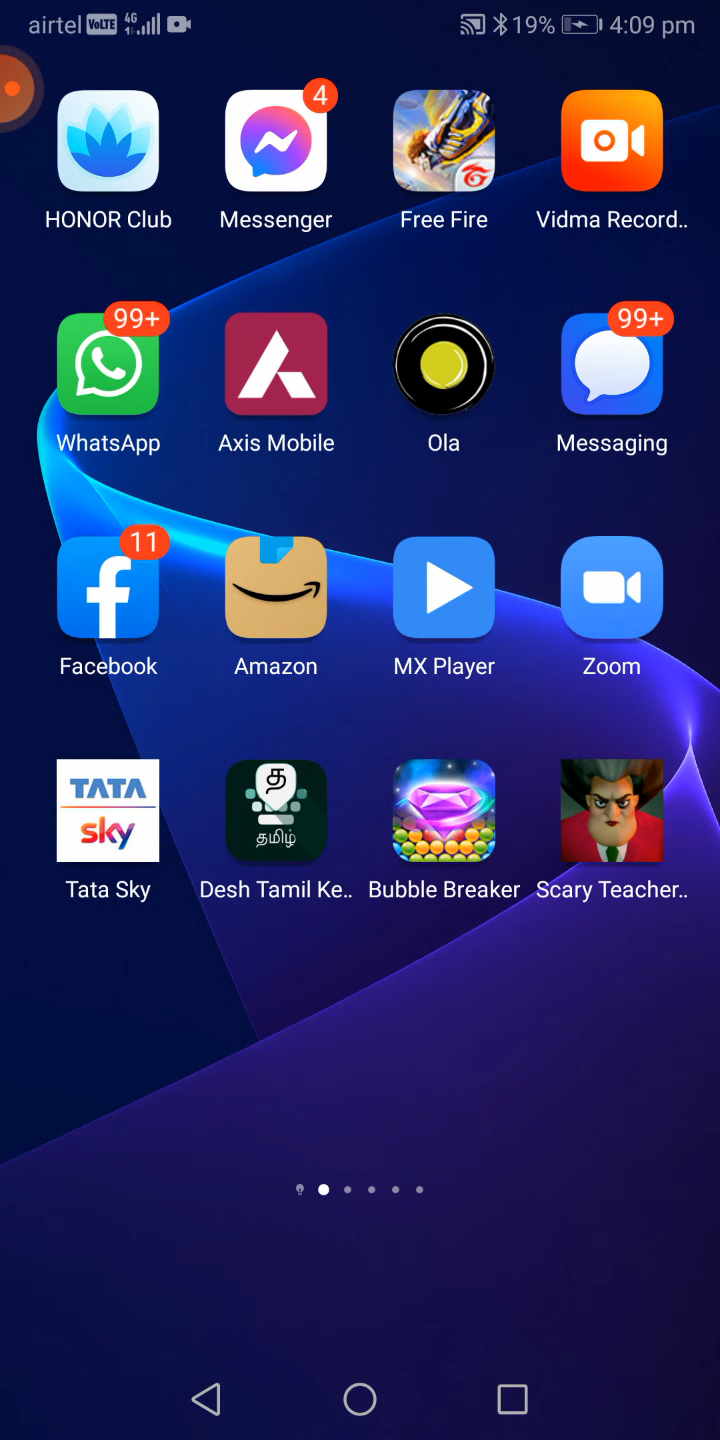 airtel VoLTE 4G 19% 4:09 pm
4
HONOR Club Messenger Free Fire Vidma Record..
99+ 99+
WhatsApp Axis Mobile Ola Messaging
11
Facebook Amazon MX Player Zoom
TATA
sky
த
தமிழ்
Tata Sky Desh Tamil Ke.. Bubble Breaker Scary Teacher..